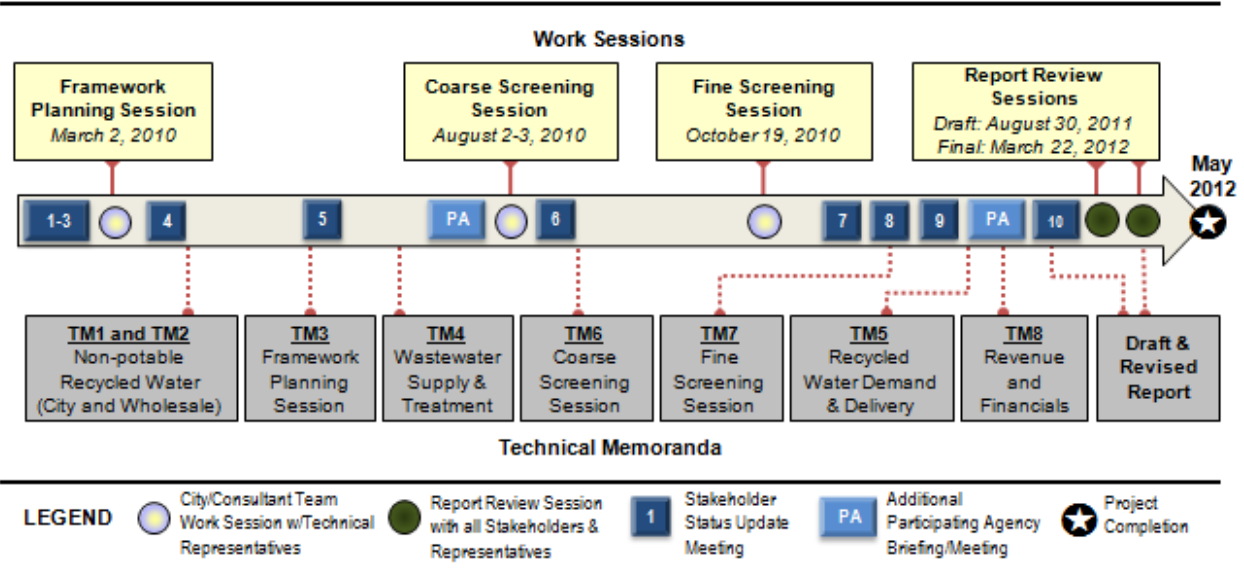 Work Sessions
Framework
Planning Session
March 2, 2010
Coarse Screening
Session
August 2-3, 2010
Fine Screening
Session
October 19, 2010
Report Review
Sessions
Draft: August 30, 2011
Final: March 22, 2012
May
2012
1-3
4
5
PA
6
7
8
9
PA
10
TM1 and TM2
Non-potable
Recycled Water
(City and Wholesale)
TM3
Framework
Planning
Session
TM4
Wastewater
Supply &
Treatment
TM6
Coarse
Screening
Session
TM7
Fine
Screening
Session
TM5
Recycled
Water Demand
& Delivery
TM8
Revenue
and
Financials
Draft &
Revised
Report
Technical Memoranda
LEGEND
City/Consultant Team
Work Session w/Technical
Representatives
Report Review Session
with all Stakeholders &
Representatives
1
Stakeholder
Status Update
Meeting
PA
Additional
Participating Agency
Briefing/Meeting
Project
Completion